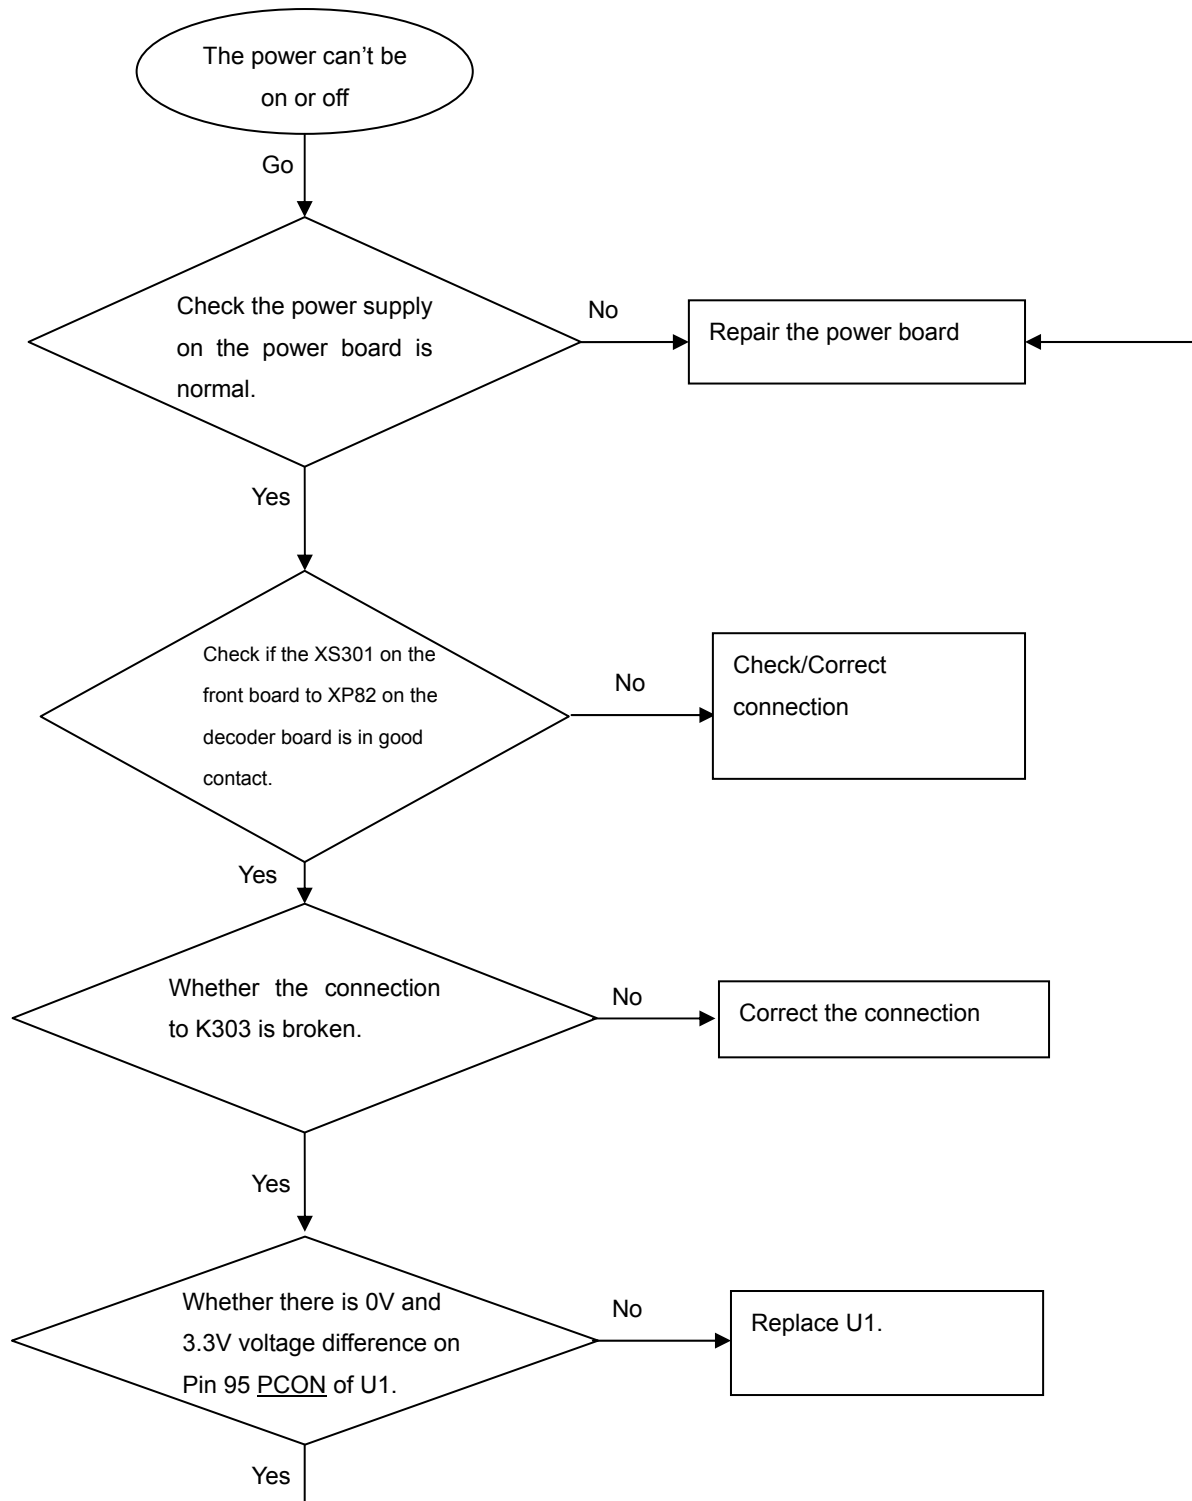 The power can’t be
on or off
Go
Check the power supply
on the power board is
normal.
No
Repair the power board
Yes
Check if the XS301 on the
front board to XP82 on the
decoder board is in good
contact.
No
Check/Correct
connection
Yes
Whether the connection
to K303 is broken.
No
Correct the connection
Yes
Whether there is 0V and
3.3V voltage difference on
Pin 95 PCON of U1.
No
Replace U1.
Yes